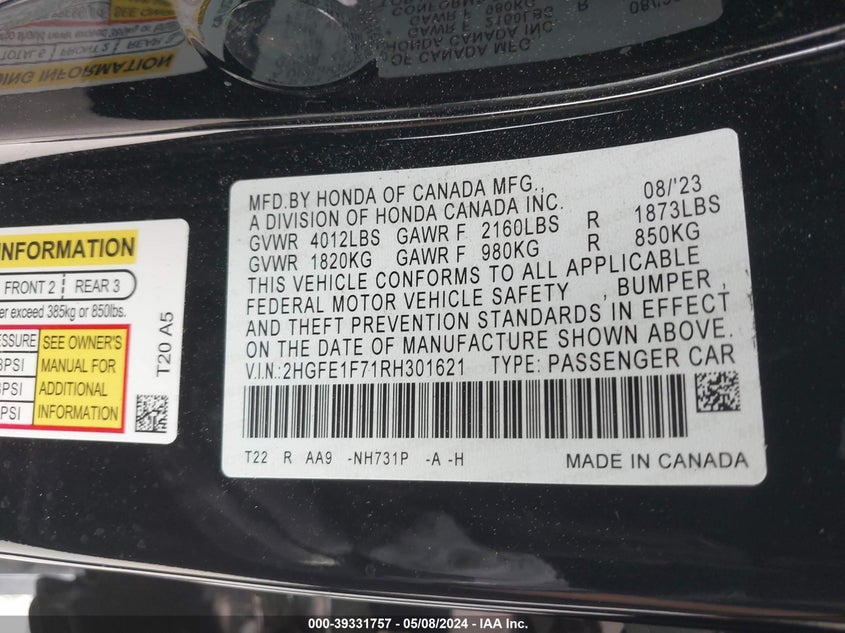 MFD.BY HONDA OF CANADA MFG., 08/'23
A DIVISION OF HONDA CANADA INC.
GVWR 4012LBS GAWR F 2160LBS R 1873LBS
GVWR 1820KG GAWR F 980KG R 850KG
THIS VEHICLE CONFORMS TO ALL APPLICABLE
FEDERAL MOTOR VEHICLE SAFETY , BUMPER ,
AND THEFT PREVENTION STANDARDS IN EFFECT
ON THE DATE OF MANUFACTURE SHOWN ABOVE.
V.I.N.:2HGFE1F71RH301621 TYPE: PASSENGER CAR
T22 R AA9 -NH731P -A -H MADE IN CANADA
INFORMATION
FRONT 2 REAR 3
exceed 385kg or 850lbs.
SEE OWNER'S
PSI MANUAL FOR
PSI ADDITIONAL
PSI INFORMATION
T20 A5
000-39331757 - 05/08/2024 - IAA Inc.